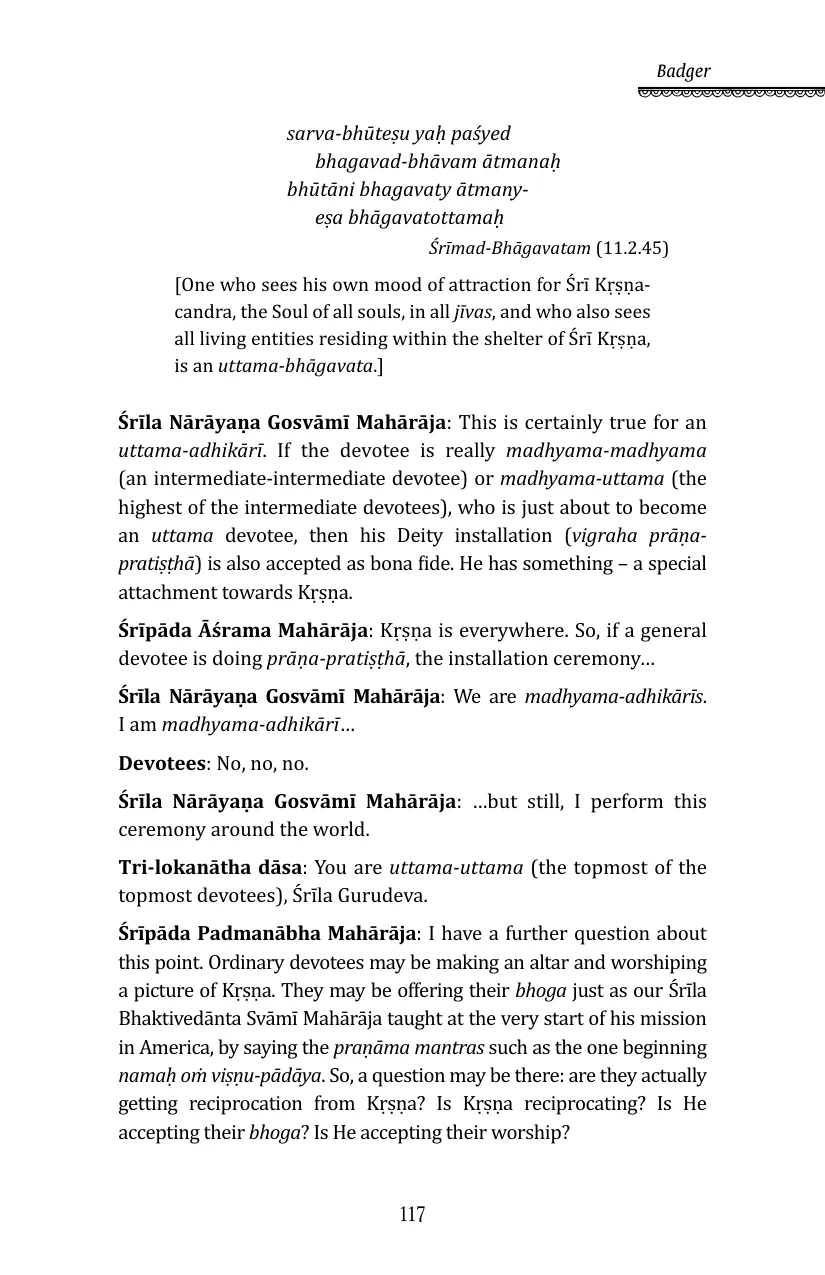 Badger
sarva-bhūteṣu yaḥ paśyed
bhagavad-bhāvam ātmanaḥ
bhūtāni bhagavaty ātmany-
eṣa bhāgavatottamaḥ
Śrīmad-Bhāgavatam (11.2.45)
[One who sees his own mood of attraction for Śrī Kṛṣṇa-
candra, the Soul of all souls, in all jīvas, and who also sees
all living entities residing within the shelter of Śrī Kṛṣṇa,
is an uttama-bhāgavata.]
Śrīla Nārāyaṇa Gosvāmī Mahārāja: This is certainly true for an
uttama-adhikārī. If the devotee is really madhyama-madhyama
(an intermediate-intermediate devotee) or madhyama-uttama (the
highest of the intermediate devotees), who is just about to become
an uttama devotee, then his Deity installation (vigraha prāṇa-
pratiṣṭhā) is also accepted as bona fide. He has something – a special
attachment towards Kṛṣṇa.
Śrīpāda Āśrama Mahārāja: Kṛṣṇa is everywhere. So, if a general
devotee is doing prāṇa-pratiṣṭhā, the installation ceremony…
Śrīla Nārāyaṇa Gosvāmī Mahārāja: We are madhyama-adhikārīs.
I am madhyama-adhikārī…
Devotees: No, no, no.
Śrīla Nārāyaṇa Gosvāmī Mahārāja: …but still, I perform this
ceremony around the world.
Tri-lokanātha dāsa: You are uttama-uttama (the topmost of the
topmost devotees), Śrīla Gurudeva.
Śrīpāda Padmanābha Mahārāja: I have a further question about
this point. Ordinary devotees may be making an altar and worshiping
a picture of Kṛṣṇa. They may be offering their bhoga just as our Śrīla
Bhaktivedānta Svāmī Mahārāja taught at the very start of his mission
in America, by saying the praṇāma mantras such as the one beginning
namaḥ oṁ viṣṇu-pādāya. So, a question may be there: are they actually
getting reciprocation from Kṛṣṇa? Is Kṛṣṇa reciprocating? Is He
accepting their bhoga? Is He accepting their worship?
117